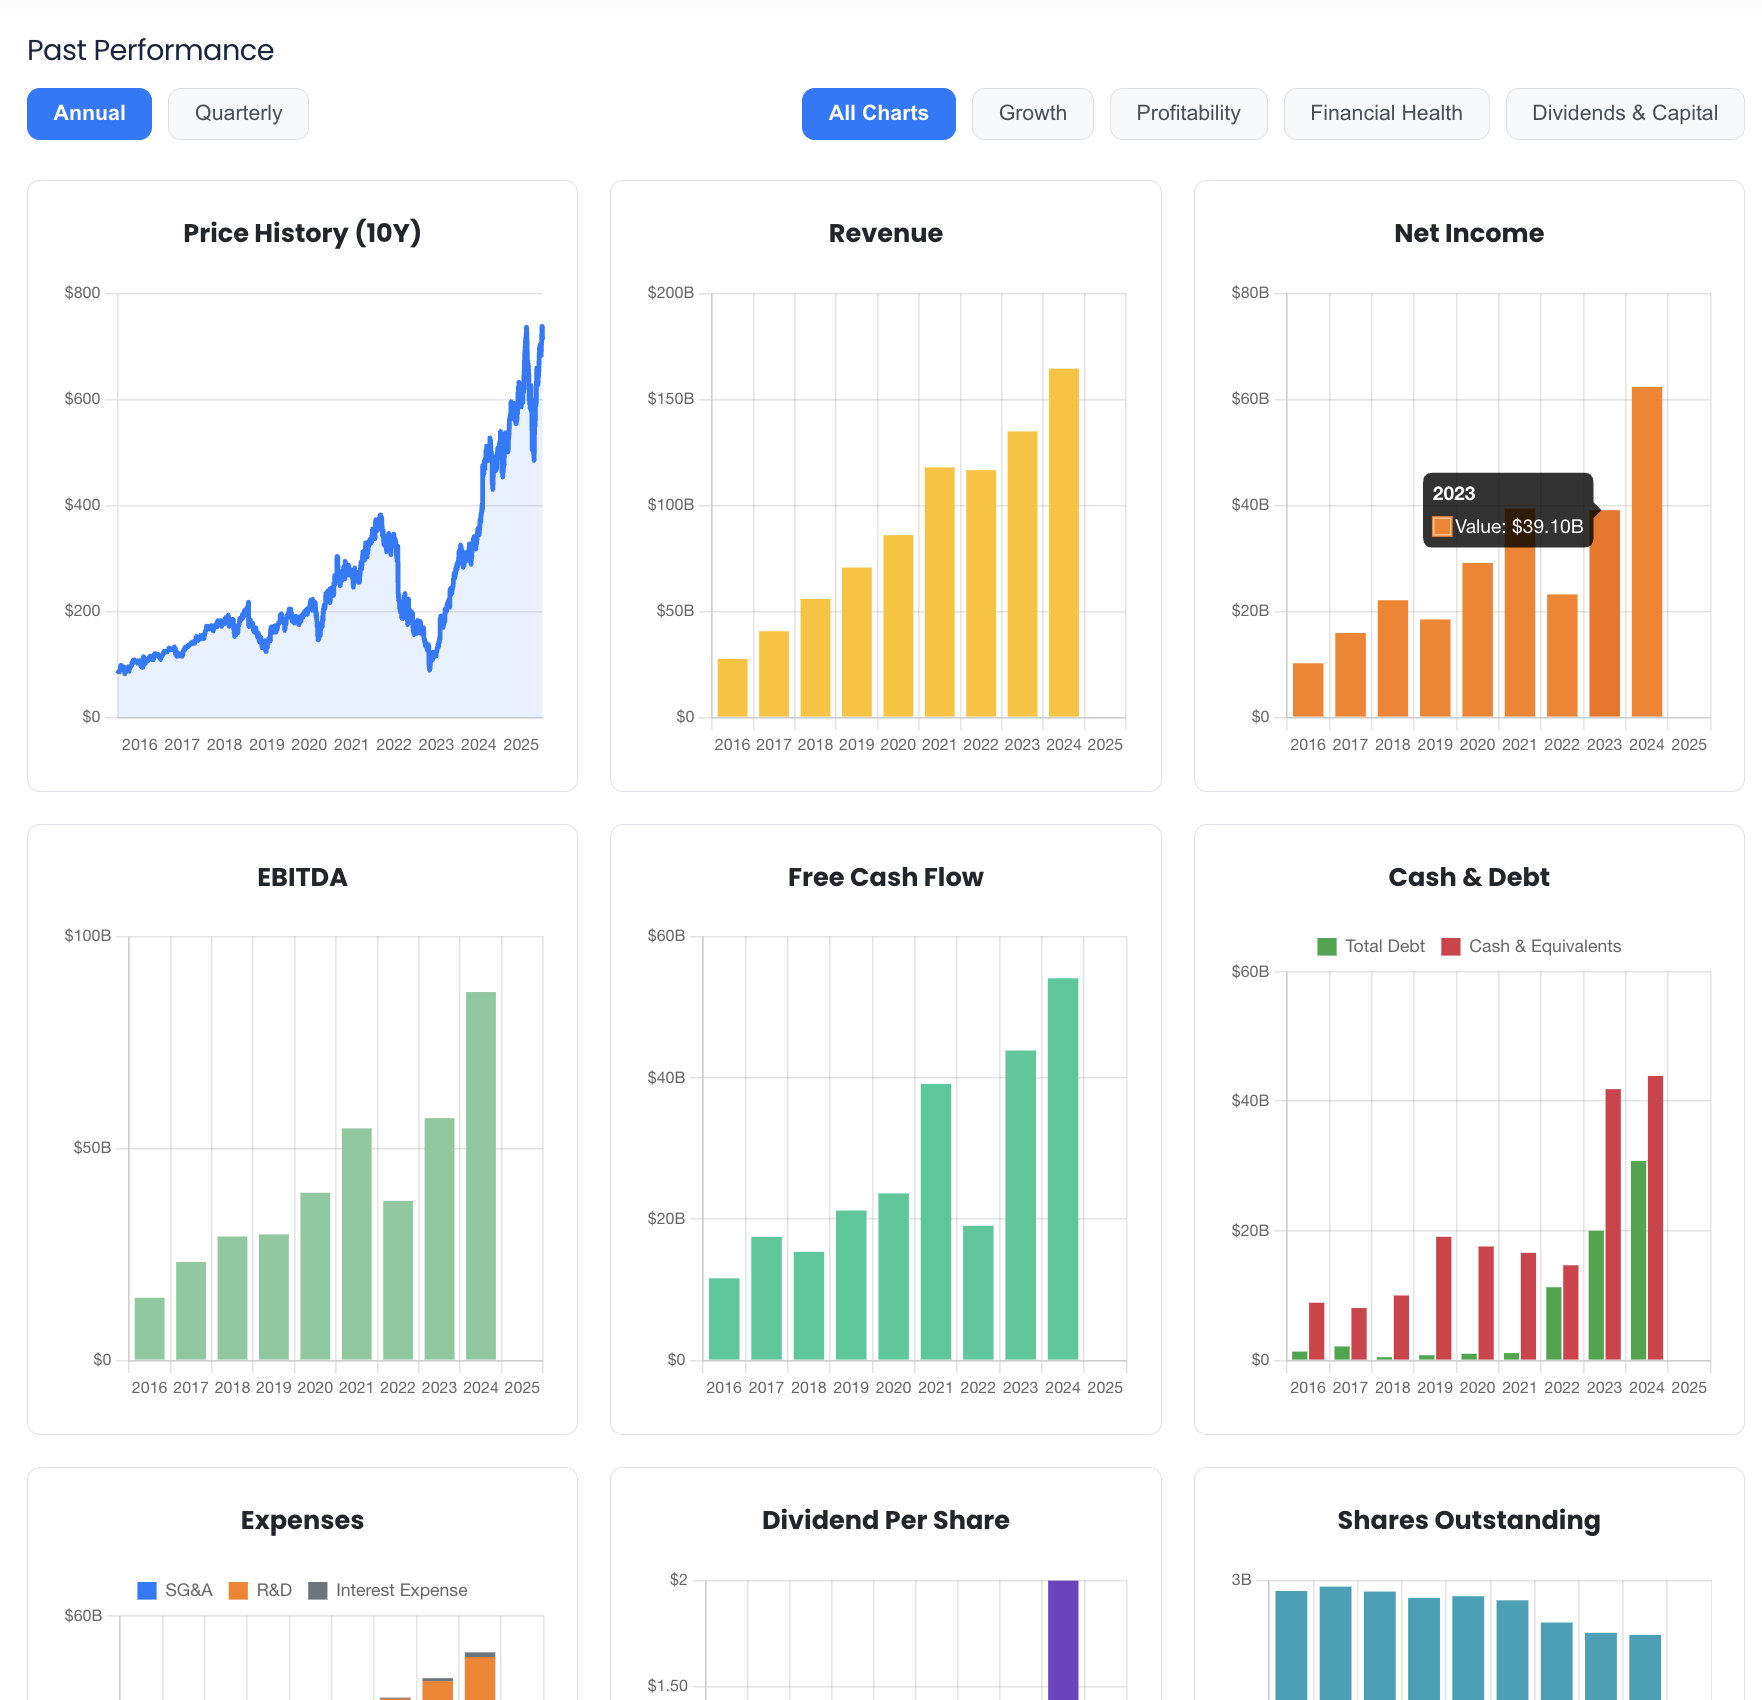 Past Performance
Annual Quarterly All Charts Growth Profitability Financial Health Dividends & Capital
Price History (10Y)
$800
$600
$400
$200
$0
2016 2017 2018 2019 2020 2021 2022 2023 2024 2025
Revenue
$200B
$150B
$100B
$50B
$0
2016 2017 2018 2019 2020 2021 2022 2023 2024 2025
Net Income
$80B
$60B
$40B
$20B
$0
2023
Value: $39.10B
2016 2017 2018 2019 2020 2021 2022 2023 2024 2025
EBITDA
$100B
$50B
$0
2016 2017 2018 2019 2020 2021 2022 2023 2024 2025
Free Cash Flow
$60B
$40B
$20B
$0
2016 2017 2018 2019 2020 2021 2022 2023 2024 2025
Cash & Debt
Total Debt Cash & Equivalents
$60B
$40B
$20B
$0
2016 2017 2018 2019 2020 2021 2022 2023 2024 2025
Expenses
SG&A R&D Interest Expense
$60B
Dividend Per Share
$2
$1.50
Shares Outstanding
3B